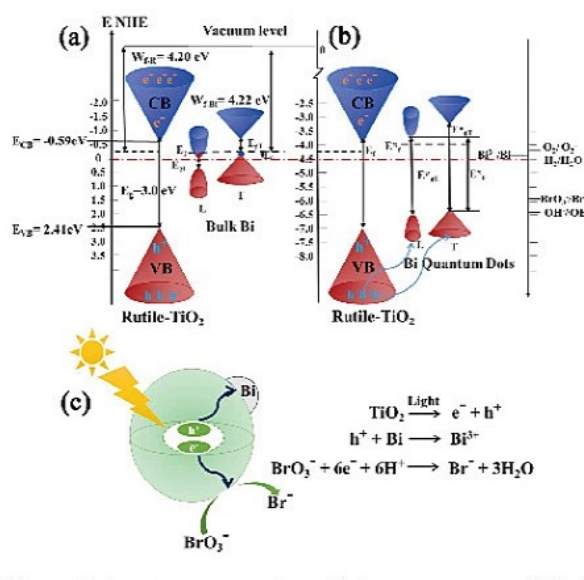 E NHE
(a)
Vacuum level
(b)
0
e⁻ e⁻ e⁻
CB
e⁻
-2.0
-1.5
-1.0
-0.5
0
0.5
1.0
1.5
2.0
2.5
3.0
3.5
E_CB= -0.59eV
E_g=3.0 eV
E_VB= 2.41eV
h⁺
VB
h h h
Rutile-TiO₂
W_f-R = 4.20 eV
W_f-Bi = 4.22 eV
L
T
Bulk Bi
CB
-2.5
-3.0
-3.5
-4.0
-4.5
-5.0
-5.5
-6.0
-6.5
-7.0
-7.5
-8.0
E_f
h⁺
VB
Rutile-TiO₂
L
T
Bi Quantum Dots
O₂/O₂⁻
Bi³⁺/Bi
H₂/H₂O
BrO₃⁻/Br⁻
(c)
h⁺
e⁻
Bi
Br⁻
BrO₃⁻
Light
TiO₂ → e⁻ + h⁺
h⁺ + Bi → Bi³⁺
BrO₃⁻ + 6e⁻ + 6H⁺ → Br⁻ + 3H₂O